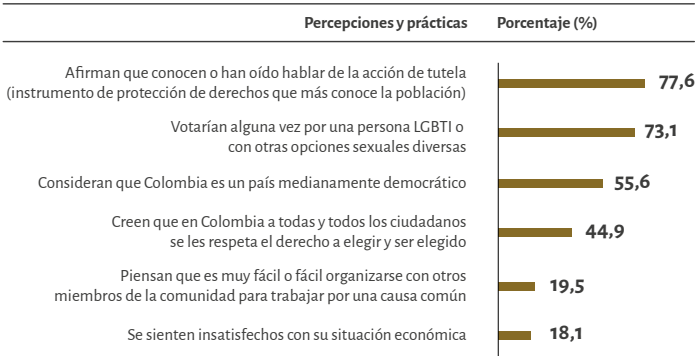 Percepciones y prácticas Porcentaje (%)
Afirman que conocen o han oído hablar de la acción de tutela
(instrumento de protección de derechos que más conoce la población) 77,6
Votarían alguna vez por una persona LGBTI o
con otras opciones sexuales diversas 73,1
Consideran que Colombia es un país medianamente democrático 55,6
Creen que en Colombia a todas y todos los ciudadanos
se les respeta el derecho a elegir y ser elegido 44,9
Piensan que es muy fácil o fácil organizarse con otros
miembros de la comunidad para trabajar por una causa común 19,5
Se sienten insatisfechos con su situación económica 18,1